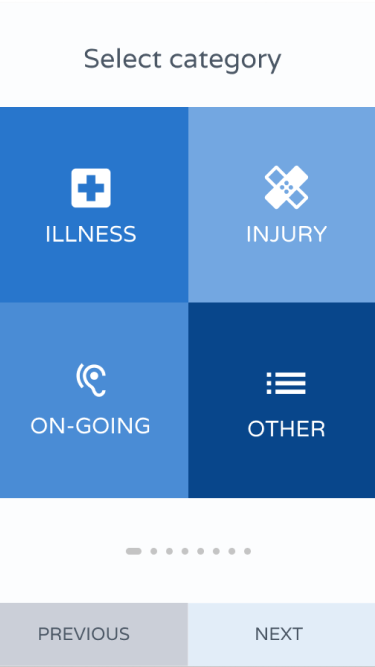 Select category
ILLNESS
INJURY
ON-GOING
OTHER
PREVIOUS
NEXT